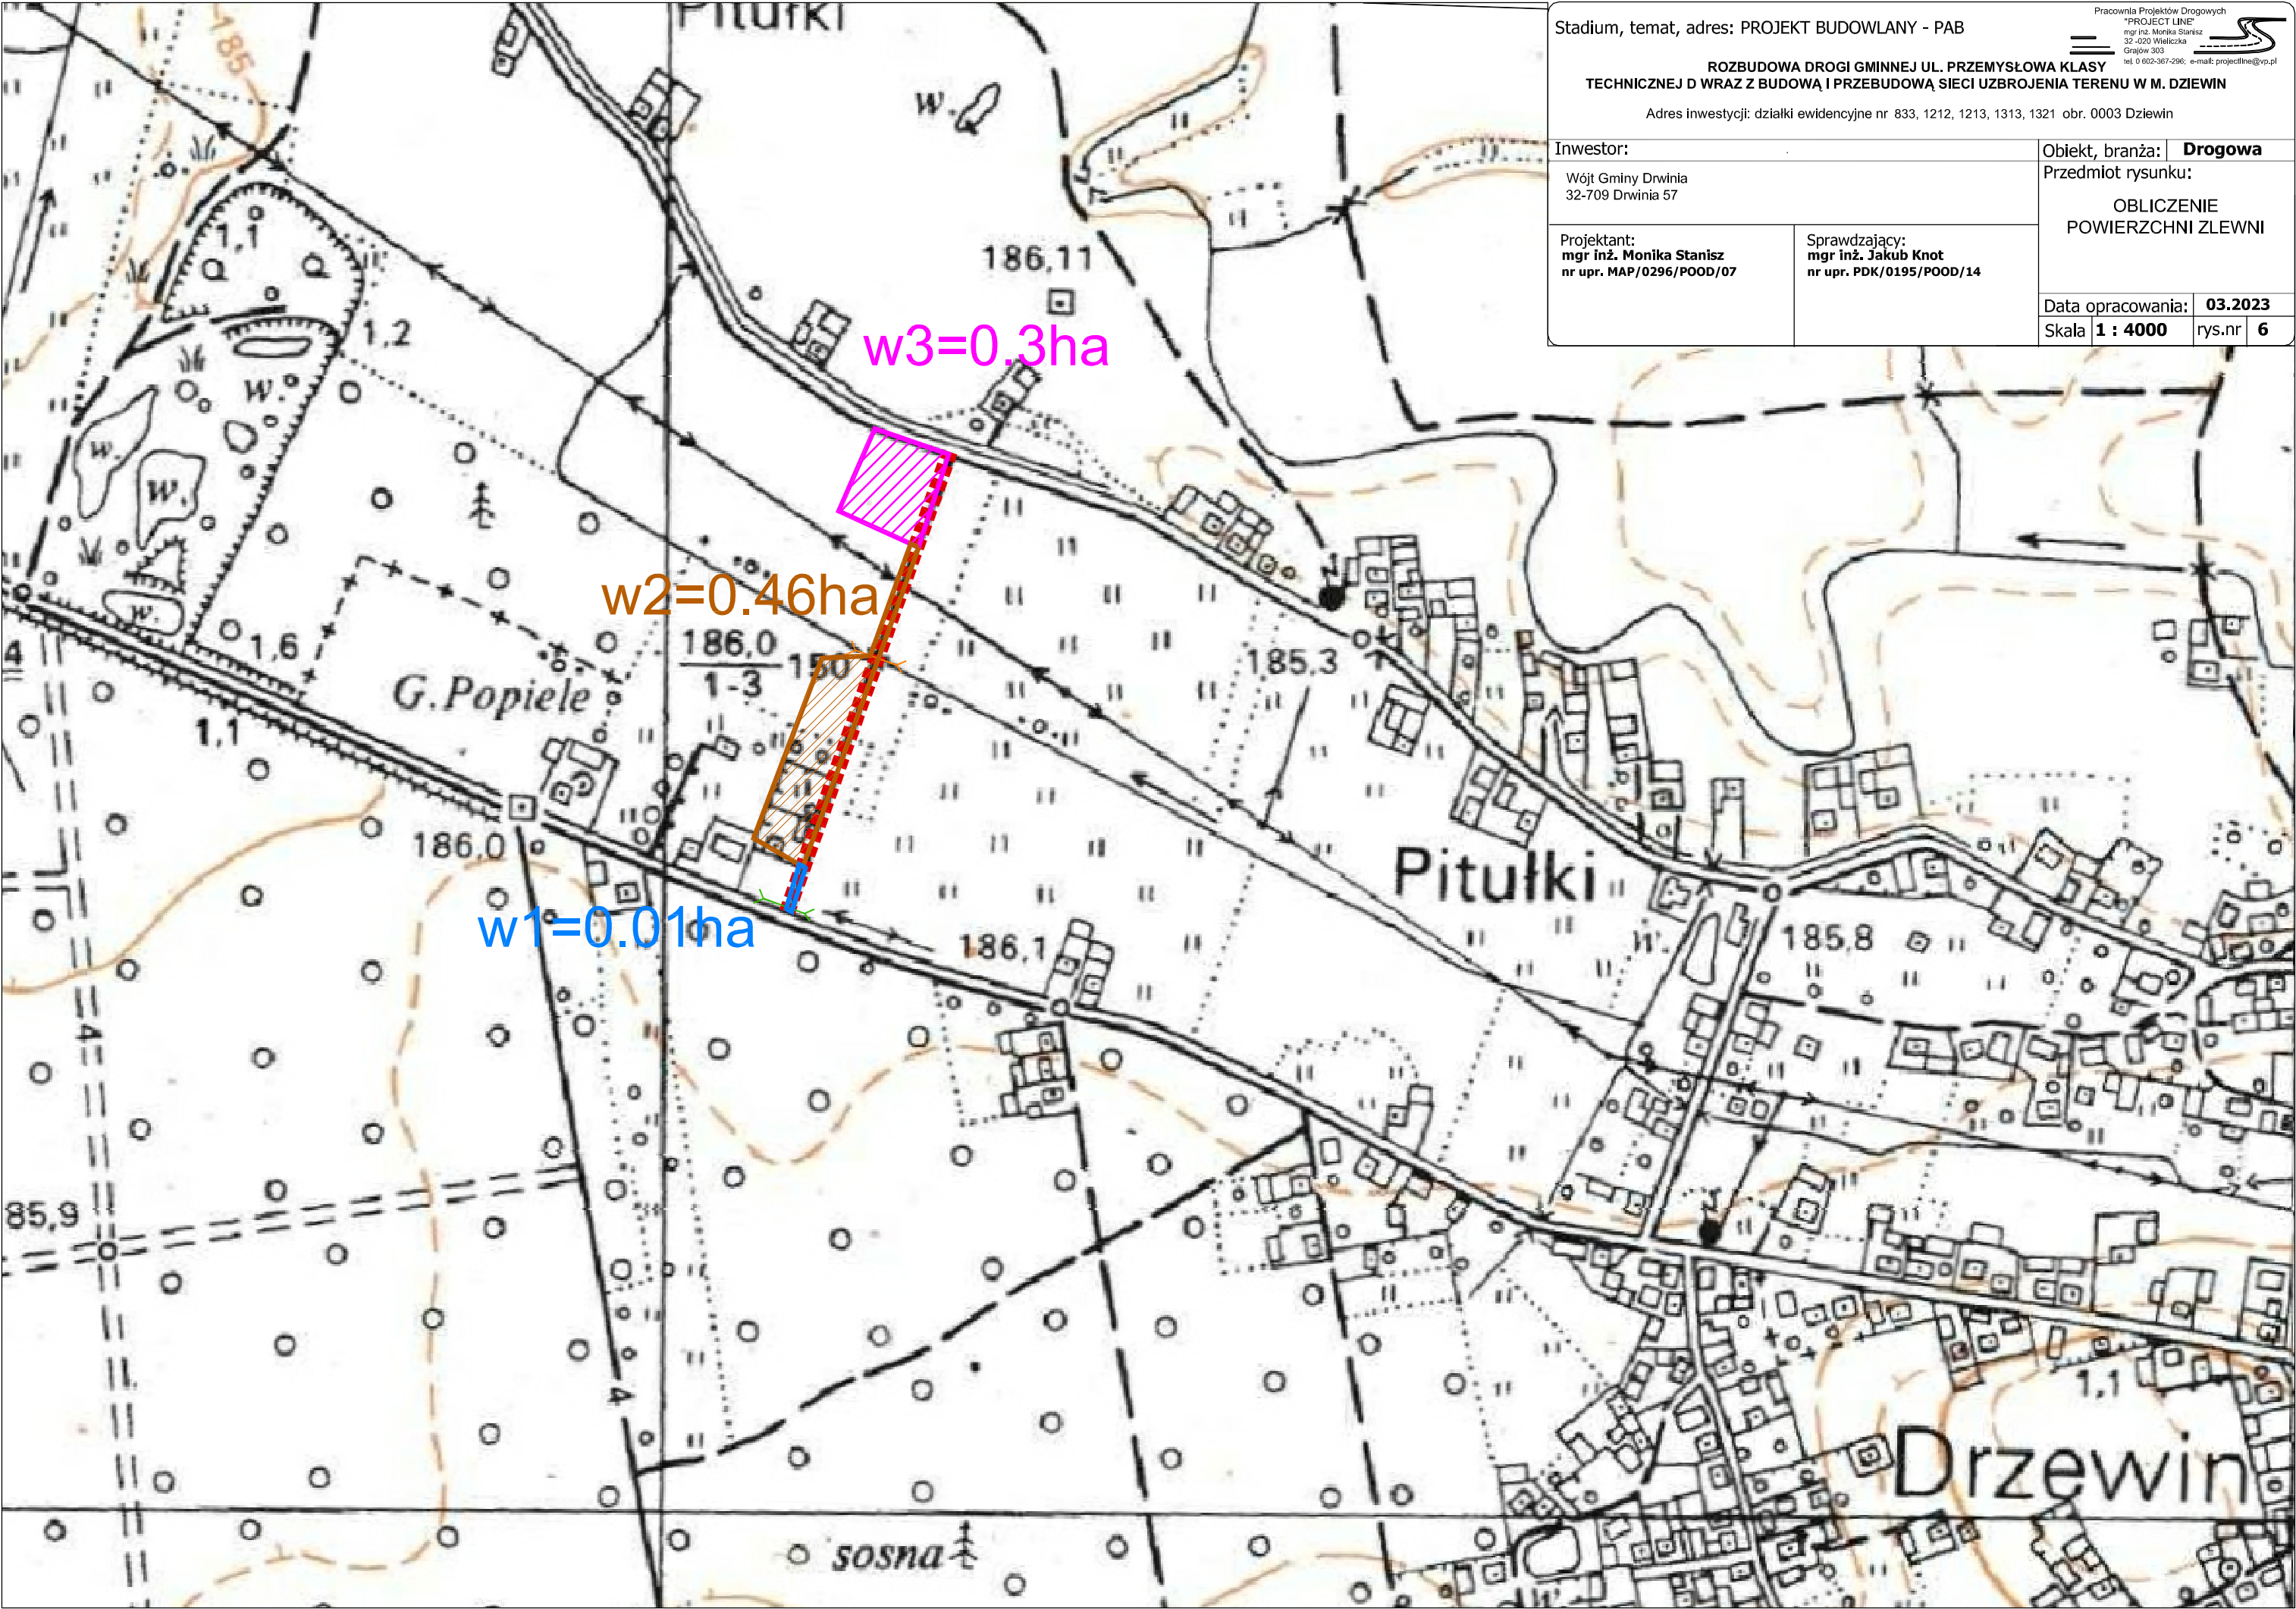 Stadium, temat, adres: PROJEKT BUDOWLANY - PAB
Pracownia Projektów Drogowych
"PROJECT LINE"
mgr inż. Monika Stanisz
32 -020 Wieliczka
Grajów 303
tel. 0 602-367-296; e-mail: projectline@vp.pl
ROZBUDOWA DROGI GMINNEJ UL. PRZEMYSŁOWA KLASY
TECHNICZNEJ D WRAZ Z BUDOWĄ I PRZEBUDOWĄ SIECI UZBROJENIA TERENU W M. DZIEWIN
Adres inwestycji: działki ewidencyjne nr 833, 1212, 1213, 1313, 1321 obr. 0003 Dziewin
Inwestor:
Wójt Gminy Drwinia
32-709 Drwinia 57
Obiekt, branża: Drogowa
Przedmiot rysunku:
OBLICZENIE
POWIERZCHNI ZLEWNI
Projektant:
mgr inż. Monika Stanisz
nr upr. MAP/0296/POOD/07
Sprawdzający:
mgr inż. Jakub Knot
nr upr. PDK/0195/POOD/14
Data opracowania: 03.2023
Skala 1 : 4000 rys.nr 6
Pitułki
185
w.
1,1
186,11
1,2
w3=0.3ha
w.
w.
w.
w.
w2=0.46ha
186,0
1-3
150
185,3
4
1,6
G.Popiele
1,1
186,0
Pitułki
w1=0.01ha
186,1
w.
185,8
4
85,9
4
1,1
Drzewin
sosna
w.